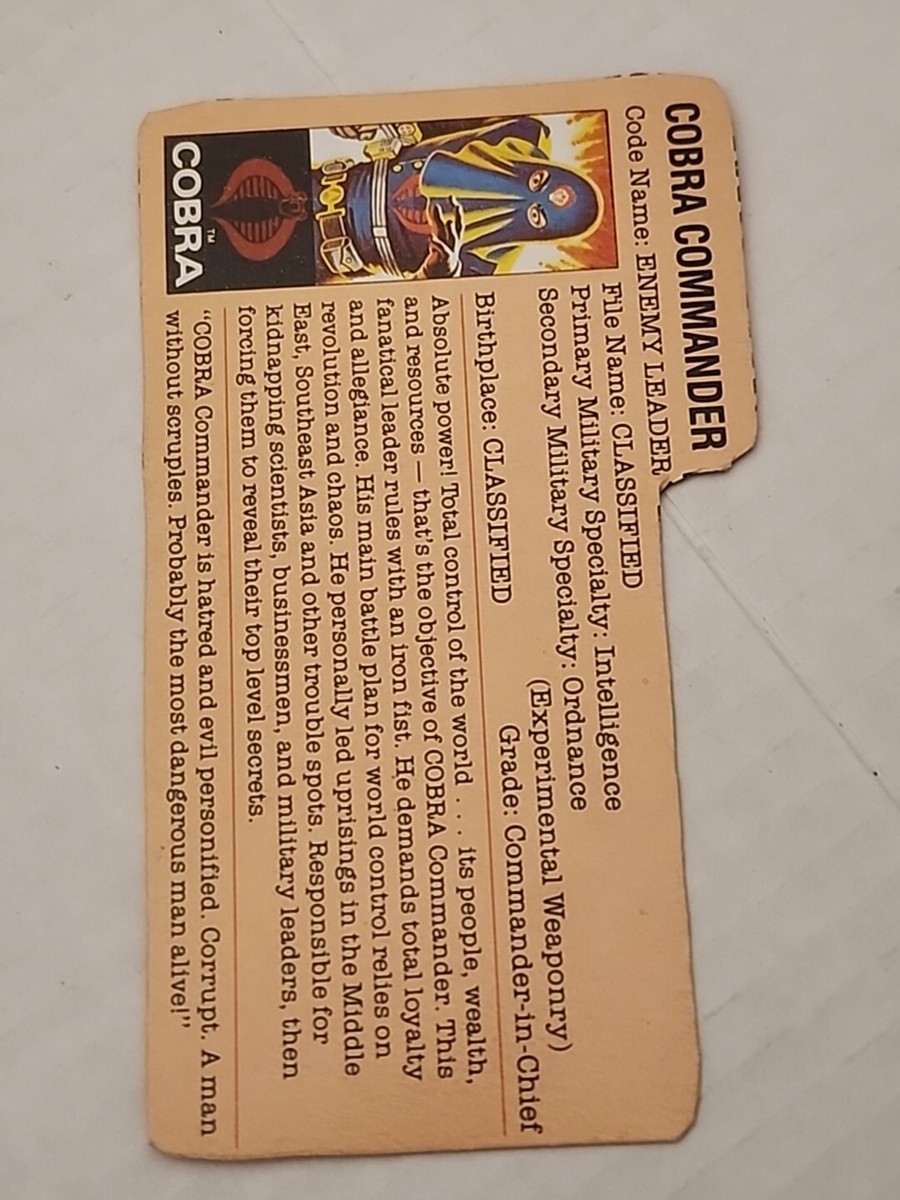 COBRA COMMANDER
Code Name: ENEMY LEADER
File Name: CLASSIFIED
Primary Military Specialty: Intelligence
Secondary Military Specialty: Ordnance
(Experimental Weaponry)
Birthplace: CLASSIFIED
Grade: Commander-in-Chief
COBRA™
Absolute power! Total control of the world . . . its people, wealth,
and resources — that's the objective of COBRA Commander. This
fanatical leader rules with an iron fist. He demands total loyalty
and allegiance. His main battle plan for world control relies on
revolution and chaos. He personally led uprisings in the Middle
East, Southeast Asia and other trouble spots. Responsible for
kidnapping scientists, businessmen, and military leaders, then
forcing them to reveal their top level secrets.
“COBRA Commander is hatred and evil personified. Corrupt. A man
without scruples. Probably the most dangerous man alive!”